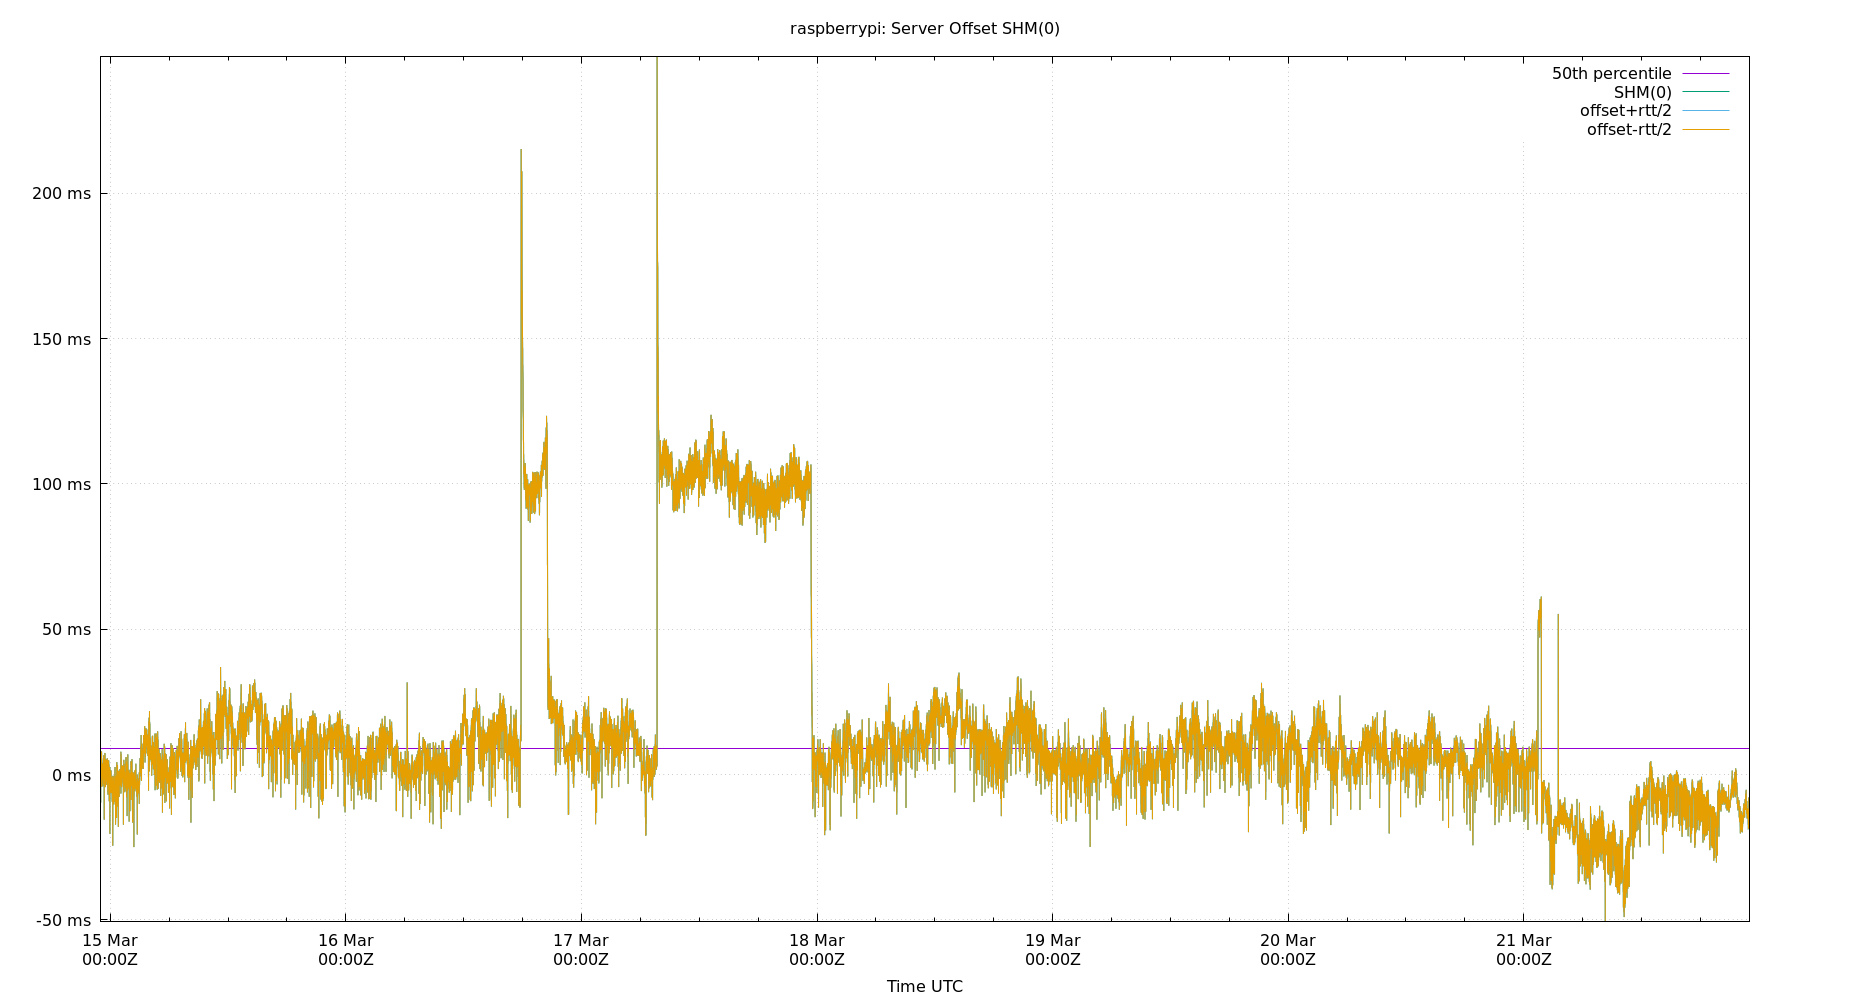 raspberrypi: Server Offset SHM(0)
50th percentile
SHM(0)
offset+rtt/2
offset-rtt/2
200 ms
150 ms
100 ms
50 ms
0 ms
-50 ms
15 Mar 16 Mar 17 Mar 18 Mar 19 Mar 20 Mar 21 Mar
00:00Z 00:00Z 00:00Z 00:00Z 00:00Z 00:00Z 00:00Z
Time UTC